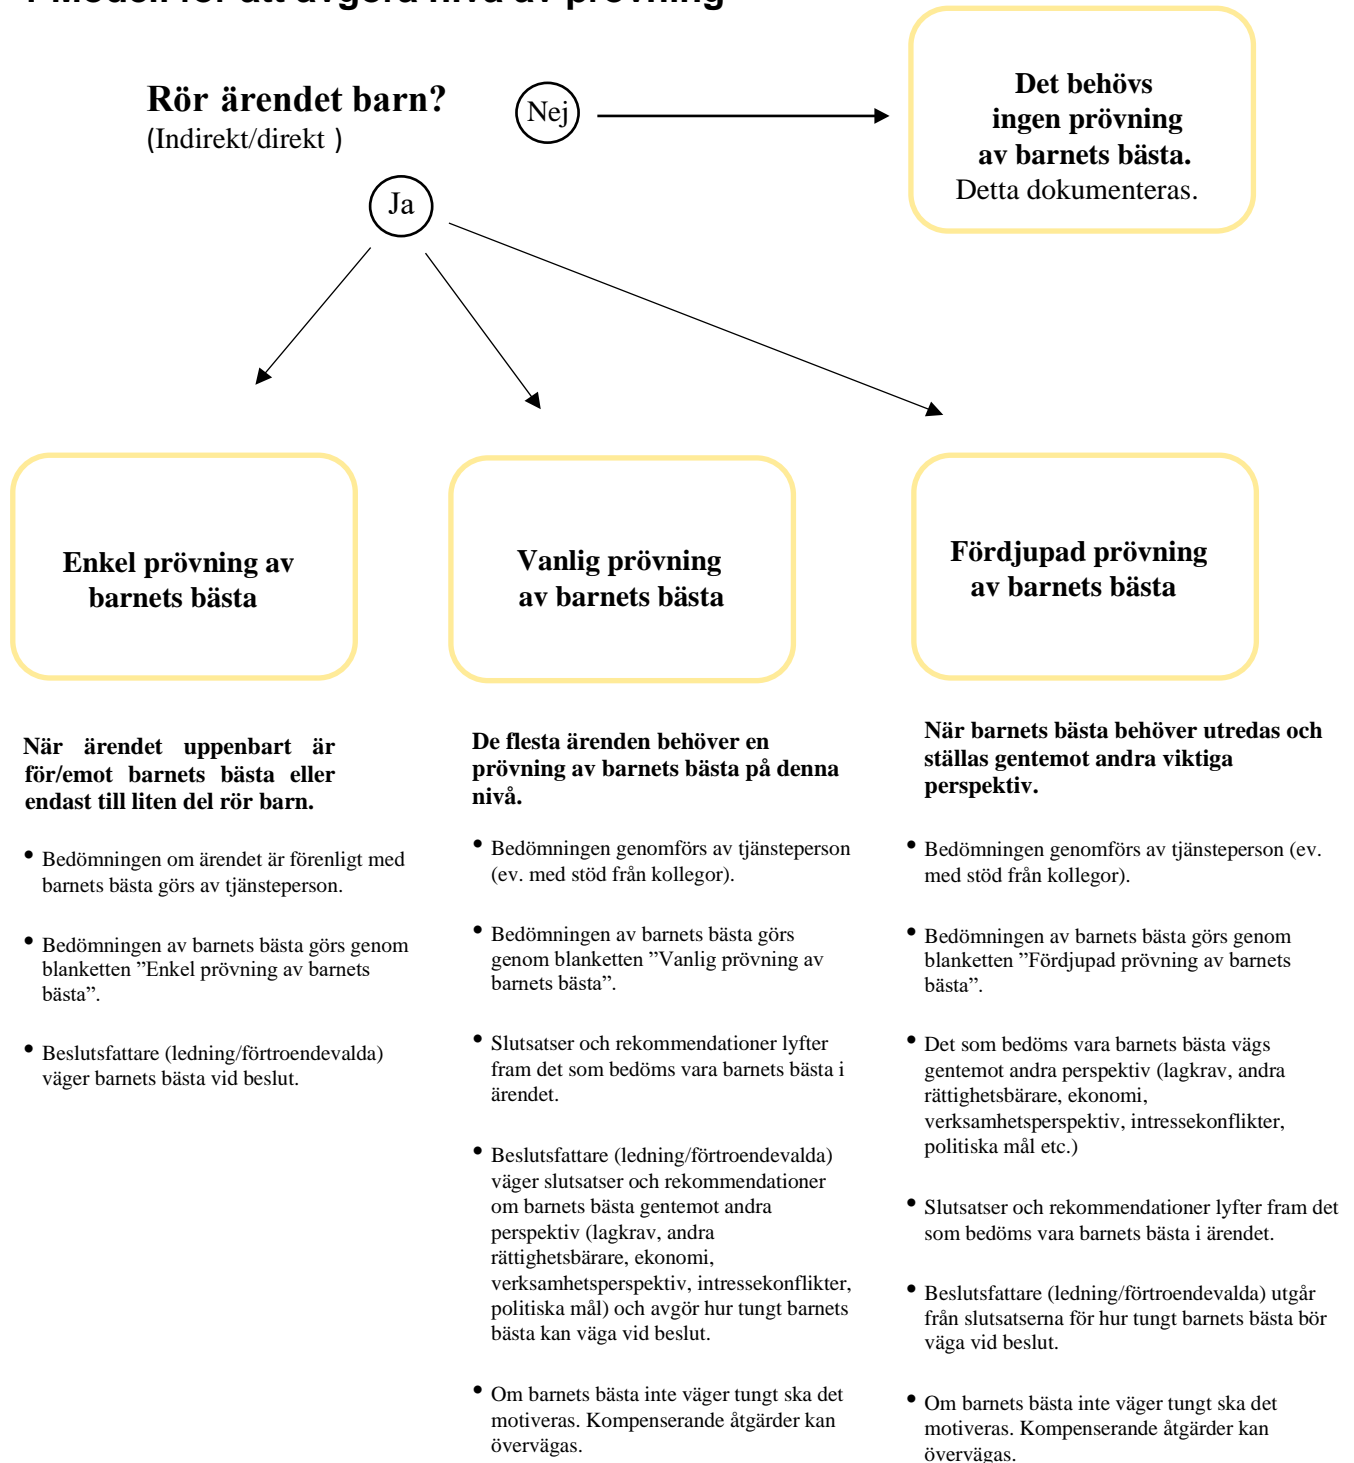 1 Modell för att avgöra nivå av prövning
Rör ärendet barn?
(Indirekt/direkt )
Nej
Det behövs
ingen prövning
av barnets bästa.
Detta dokumenteras.
Ja
Enkel prövning av
barnets bästa
När ärendet uppenbart är
för/emot barnets bästa eller
endast till liten del rör barn.
• Bedömningen om ärendet är förenligt med
barnets bästa görs av tjänsteperson.
• Bedömningen av barnets bästa görs genom
blanketten ”Enkel prövning av barnets
bästa”.
• Beslutsfattare (ledning/förtroendevalda)
väger barnets bästa vid beslut.
Vanlig prövning
av barnets bästa
De flesta ärenden behöver en
prövning av barnets bästa på denna
nivå.
• Bedömningen genomförs av tjänsteperson
(ev. med stöd från kollegor).
• Bedömningen av barnets bästa görs
genom blanketten ”Vanlig prövning av
barnets bästa”.
• Slutsatser och rekommendationer lyfter
fram det som bedöms vara barnets bästa i
ärendet.
• Beslutsfattare (ledning/förtroendevalda)
väger slutsatser och rekommendationer
om barnets bästa gentemot andra
perspektiv (lagkrav, andra
rättighetsbärare, ekonomi,
verksamhetsperspektiv, intressekonflikter,
politiska mål) och avgör hur tungt barnets
bästa kan väga vid beslut.
• Om barnets bästa inte väger tungt ska det
motiveras. Kompenserande åtgärder kan
övervägas.
Fördjupad prövning
av barnets bästa
När barnets bästa behöver utredas och
ställas gentemot andra viktiga
perspektiv.
• Bedömningen genomförs av tjänsteperson (ev.
med stöd från kollegor).
• Bedömningen av barnets bästa görs genom
blanketten ”Fördjupad prövning av barnets
bästa”.
• Det som bedöms vara barnets bästa vägs
gentemot andra perspektiv (lagkrav, andra
rättighetsbärare, ekonomi,
verksamhetsperspektiv, intressekonflikter,
politiska mål etc.)
• Slutsatser och rekommendationer lyfter fram det
som bedöms vara barnets bästa i ärendet.
• Beslutsfattare (ledning/förtroendevalda) utgår
från slutsatserna för hur tungt barnets bästa bör
väga vid beslut.
• Om barnets bästa inte väger tungt ska det
motiveras. Kompenserande åtgärder kan
övervägas.